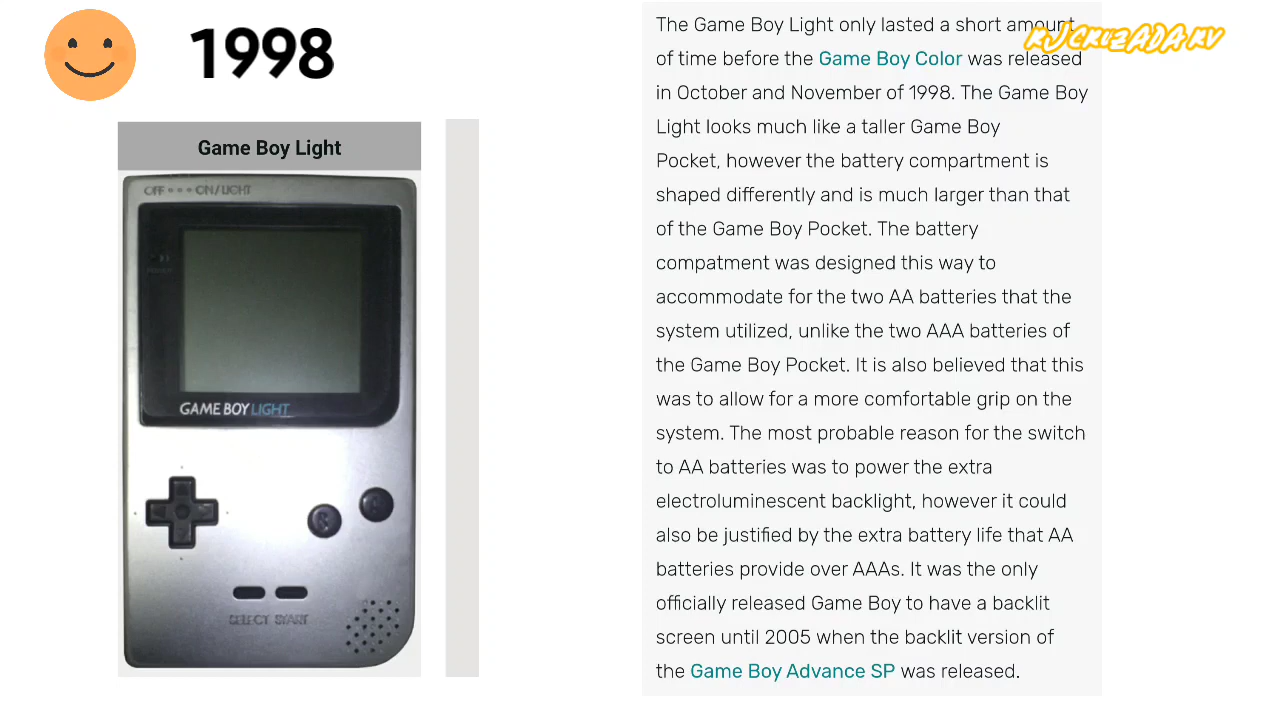 1998
Game Boy Light
OFF ON/LIGHT
GAME BOY LIGHT
B
A
SELECT START
The Game Boy Light only lasted a short amount
of time before the Game Boy Color was released
in October and November of 1998. The Game Boy
Light looks much like a taller Game Boy
Pocket, however the battery compartment is
shaped differently and is much larger than that
of the Game Boy Pocket. The battery
compatment was designed this way to
accommodate for the two AA batteries that the
system utilized, unlike the two AAA batteries of
the Game Boy Pocket. It is also believed that this
was to allow for a more comfortable grip on the
system. The most probable reason for the switch
to AA batteries was to power the extra
electroluminescent backlight, however it could
also be justified by the extra battery life that AA
batteries provide over AAAs. It was the only
officially released Game Boy to have a backlit
screen until 2005 when the backlit version of
the Game Boy Advance SP was released.